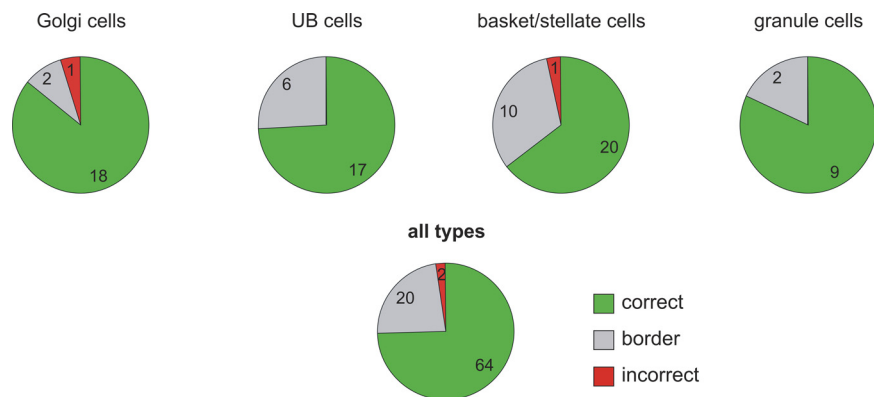 Golgi cells
UB cells
basket/stellate cells
granule cells
2
1
18
6
17
10
1
20
2
9
all types
20
2
64
correct
border
incorrect